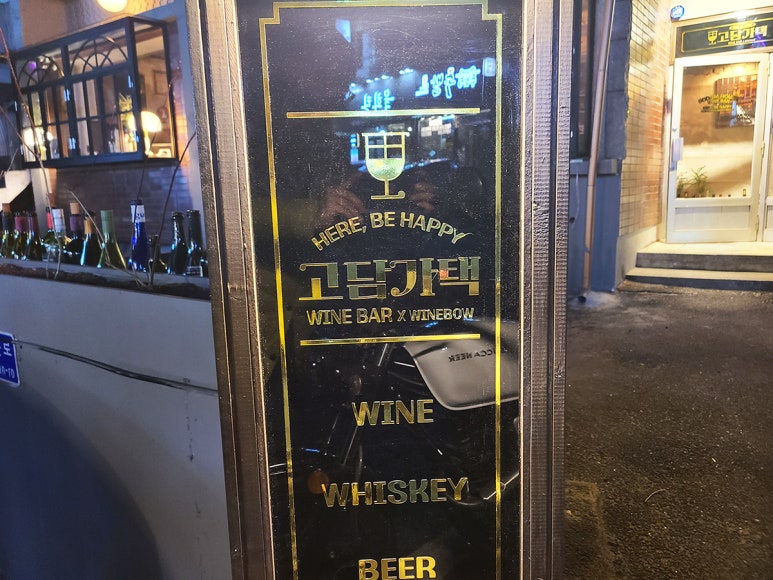 HERE, BE HAPPY
고담가택
WINE BAR X WINEBOW
WINE
WHISKEY
BEER
고담가택